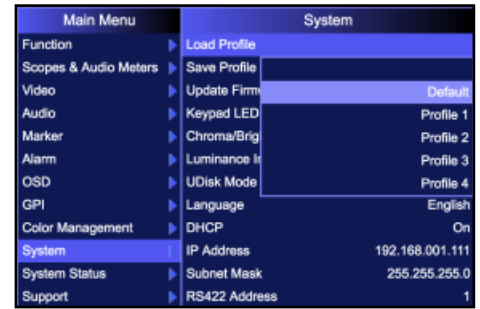 Main Menu System
Function Load Profile
Scopes & Audio Meters Save Profile
Video Update Firm Default
Audio Keypad LED Profile 1
Marker Chroma/Brig Profile 2
Alarm Luminance Profile 3
OSD UDisk Mode Profile 4
GPI Language English
Color Management DHCP On
System IP Address 192.168.001.111
System Status Subnet Mask 255.255.255.0
Support RS422 Address 1